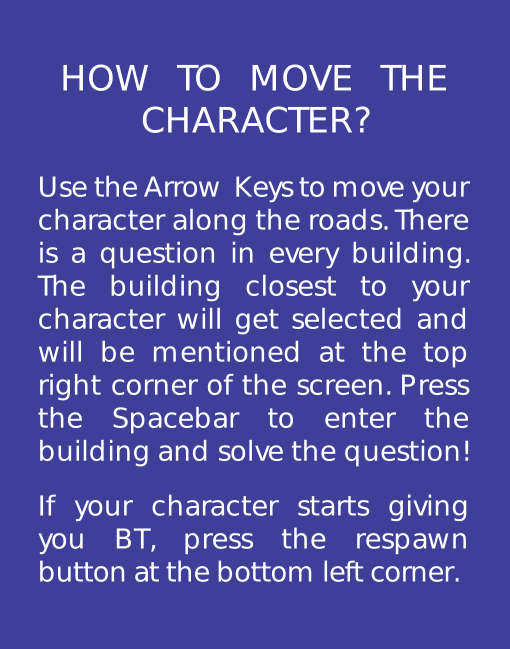 HOW TO MOVE THE
CHARACTER?
Use the Arrow Keys to move your
character along the roads. There
is a question in every building.
The building closest to your
character will get selected and
will be mentioned at the top
right corner of the screen. Press
the Spacebar to enter the
building and solve the question!
If your character starts giving
you BT, press the respawn
button at the bottom left corner.